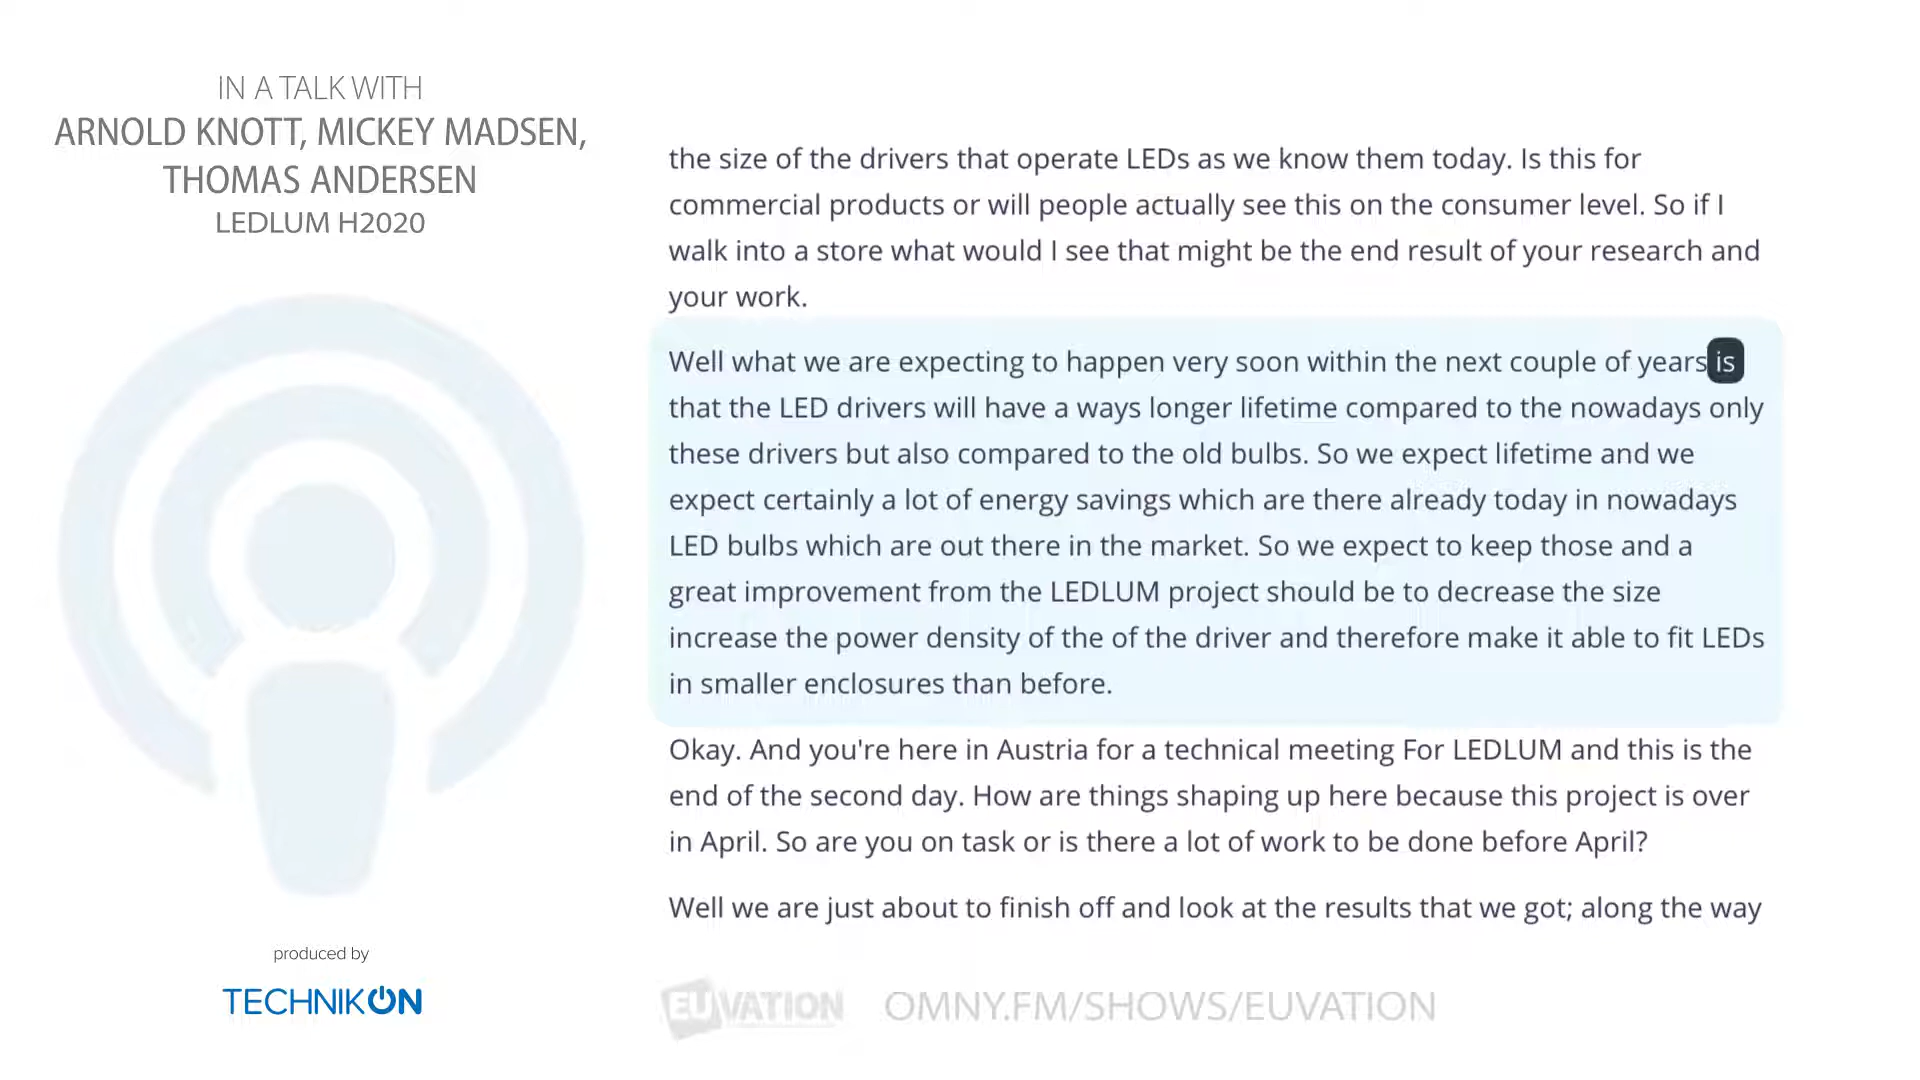 IN A TALK WITH
ARNOLD KNOTT, MICKEY MADSEN,
THOMAS ANDERSEN
LEDLUM H2020
the size of the drivers that operate LEDs as we know them today. Is this for
commercial products or will people actually see this on the consumer level. So if I
walk into a store what would I see that might be the end result of your research and
your work.
Well what we are expecting to happen very soon within the next couple of years is
that the LED drivers will have a ways longer lifetime compared to the nowadays only
these drivers but also compared to the old bulbs. So we expect lifetime and we
expect certainly a lot of energy savings which are there already today in nowadays
LED bulbs which are out there in the market. So we expect to keep those and a
great improvement from the LEDLUM project should be to decrease the size
increase the power density of the of the driver and therefore make it able to fit LEDs
in smaller enclosures than before.
Okay. And you're here in Austria for a technical meeting For LEDLUM and this is the
end of the second day. How are things shaping up here because this project is over
in April. So are you on task or is there a lot of work to be done before April?
Well we are just about to finish off and look at the results that we got; along the way
produced by
TECHNIKON
EUVATION
OMNY.FM/SHOWS/EUVATION